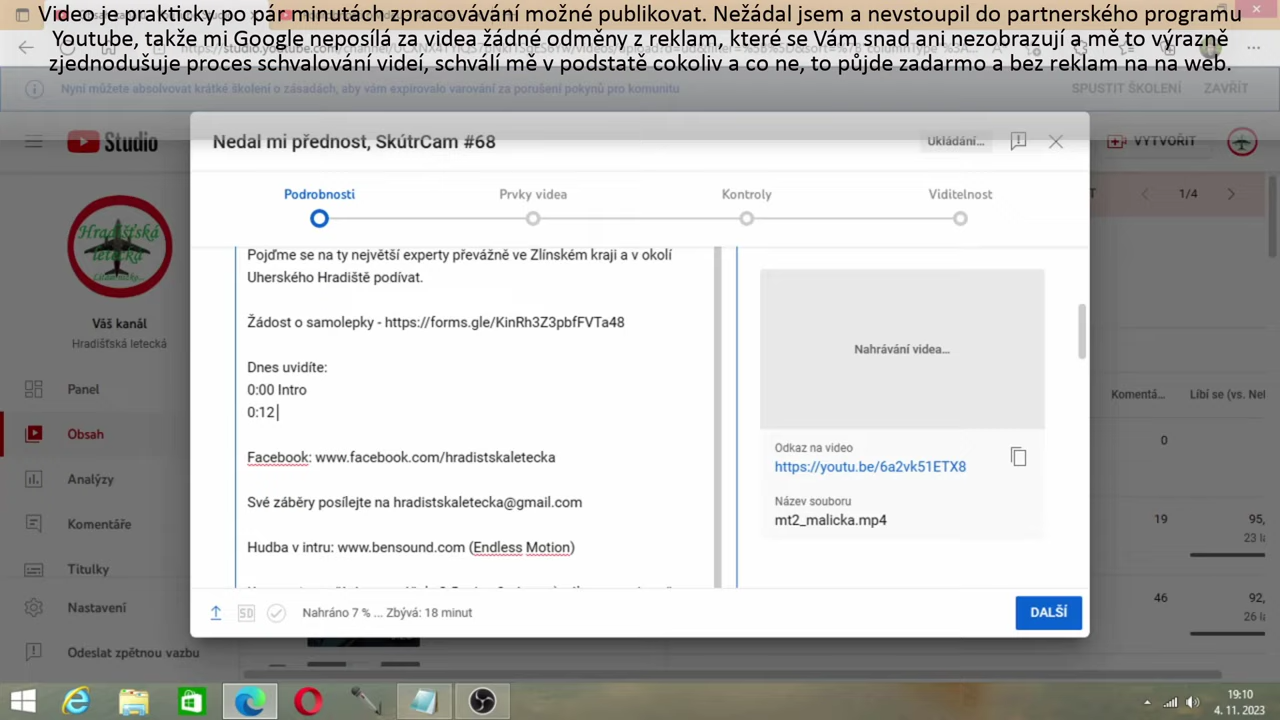 Video je prakticky po pár minutách zpracovávání možné publikovat. Nežádal jsem a nevstoupil do partnerského programu
Youtube, takže mi Google neposílá za videa žádné odměny z reklam, které se Vám snad ani nezobrazují a mě to výrazně
zjednodušuje proces schvalování videí, schválí mě v podstatě cokoliv a co ne, to půjde zadarmo a bez reklam na na web.
Nyní můžete absolvovat krátké školení o zásadách, aby vám expirovalo varování za porušení pokynů pro komunitu
SPUSTIT ŠKOLENÍ
ZAVŘÍT
Studio
Nedal mi přednost, SkútrCam #68
Ukládání…
VYTVOŘIT
Podrobnosti
Prvky videa
Kontroly
Viditelnost
1/4
Hradišťská
letecká
Pojďme se na ty největší experty převážně ve Zlínském kraji a v okolí
Uherského Hradiště podívat.
Žádost o samolepky - https://forms.gle/KinRh3Z3pbfFVTa48
Dnes uvidíte:
0:00 Intro
0:12
Facebook: www.facebook.com/hradistskaletecka
Své záběry posílejte na hradistskaletecka@gmail.com
Hudba v intru: www.bensound.com (Endless Motion)
Nahrávání videa…
Odkaz na video
https://youtu.be/6a2vk51ETX8
Název souboru
mt2_malicka.mp4
Váš kanál
Hradišťská letecká
Panel
Obsah
Analýzy
Komentáře
Titulky
Nastavení
Odeslat zpětnou vazbu
Komentá…
Libí se (vs. Nel
0
19
95,
23 l
46
92,
26 l
SD
Nahráno 7 % ... Zbývá: 18 minut
DALŠÍ
19:10
4. 11. 2023